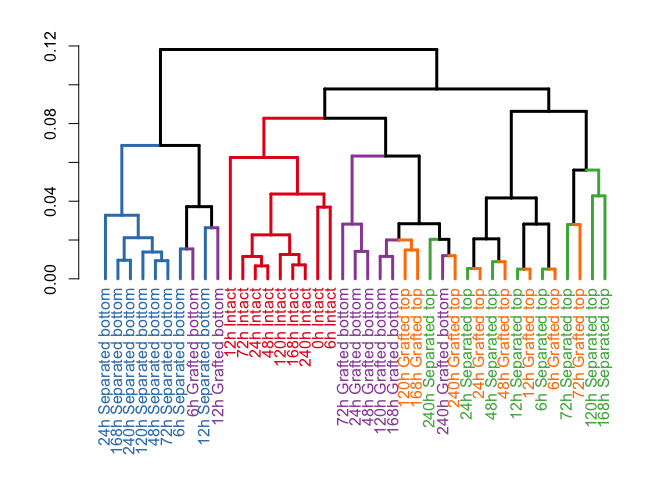 0.12
0.08
0.04
0.00
24h Separated bottom
168h Separated bottom
240h Separated bottom
120h Separated bottom
48h Separated bottom
72h Separated bottom
6h Separated bottom
6h Grafted bottom
12h Separated bottom
12h Grafted bottom
12h Intact
72h Intact
24h Intact
48h Intact
120h Intact
168h Intact
240h Intact
0h Intact
6h Intact
72h Grafted bottom
24h Grafted bottom
48h Grafted bottom
120h Grafted bottom
168h Grafted bottom
120h Grafted top
168h Grafted top
240h Separated top
240h Grafted bottom
240h Grafted top
24h Separated top
24h Grafted top
48h Separated top
48h Grafted top
12h Separated top
12h Grafted top
6h Separated top
6h Grafted top
72h Separated top
72h Grafted top
120h Separated top
168h Separated top